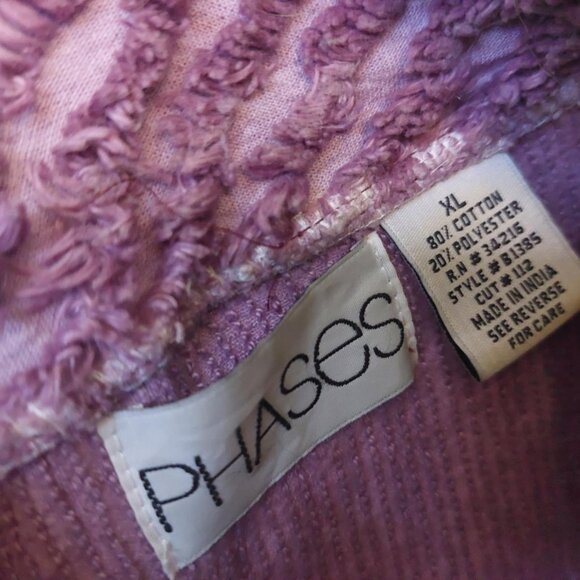 PHASES
XL
80% COTTON
20% POLYESTER
R.N # 34216
STYLE # B1385
CUT # 112
MADE IN INDIA
SEE REVERSE
FOR CARE